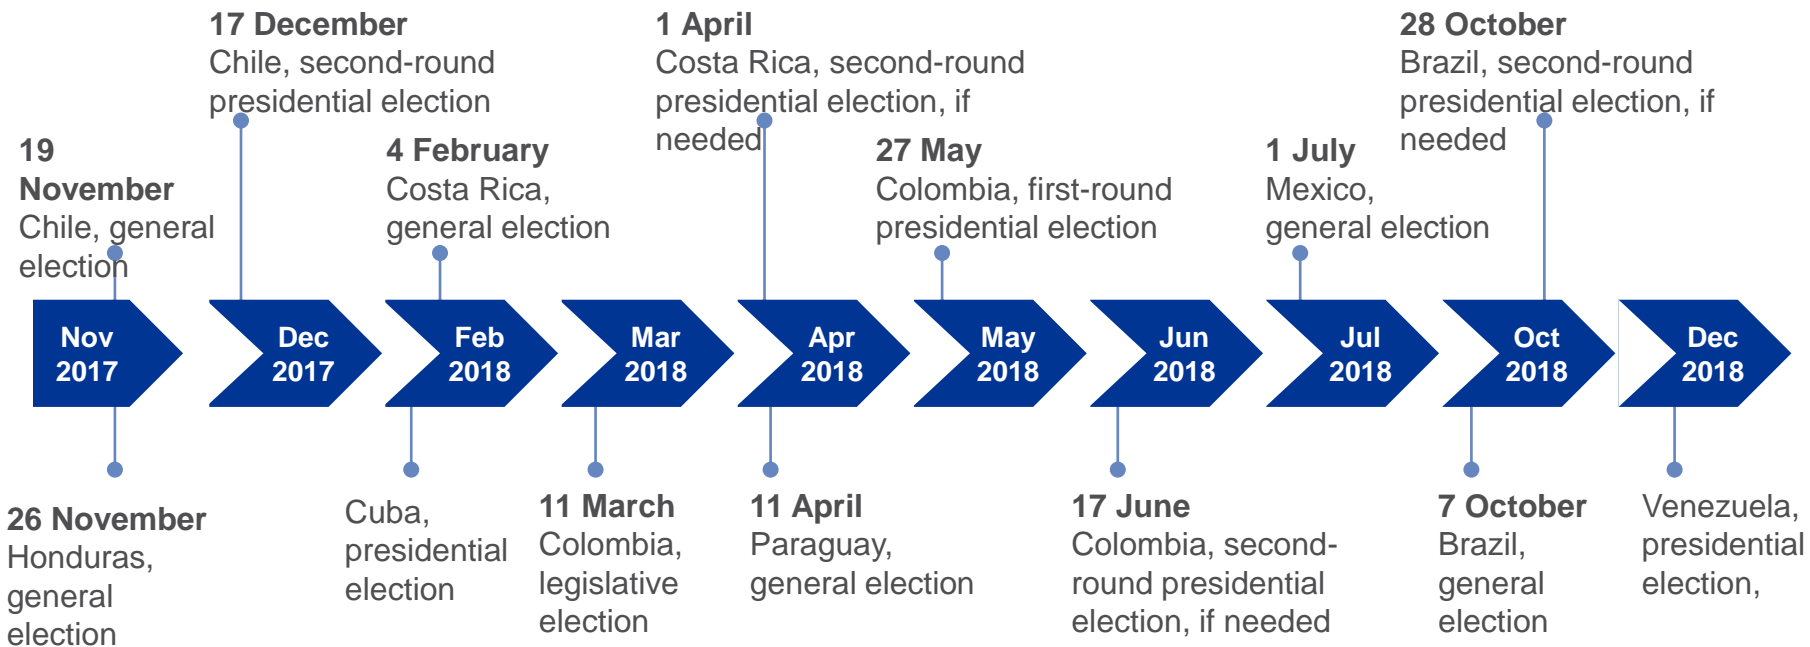 17 December
Chile, second-round
presidential election
1 April
Costa Rica, second-round
presidential election, if
needed
28 October
Brazil, second-round
presidential election, if
needed
19
November
Chile, general
election
4 February
Costa Rica,
general election
27 May
Colombia, first-round
presidential election
1 July
Mexico,
general election
Nov
2017
Dec
2017
Feb
2018
Mar
2018
Apr
2018
May
2018
Jun
2018
Jul
2018
Oct
2018
Dec
2018
26 November
Honduras,
general
election
Cuba,
presidential
election
11 March
Colombia,
legislative
election
11 April
Paraguay,
general election
17 June
Colombia, second-
round presidential
election, if needed
7 October
Brazil,
general
election
Venezuela,
presidential
election,